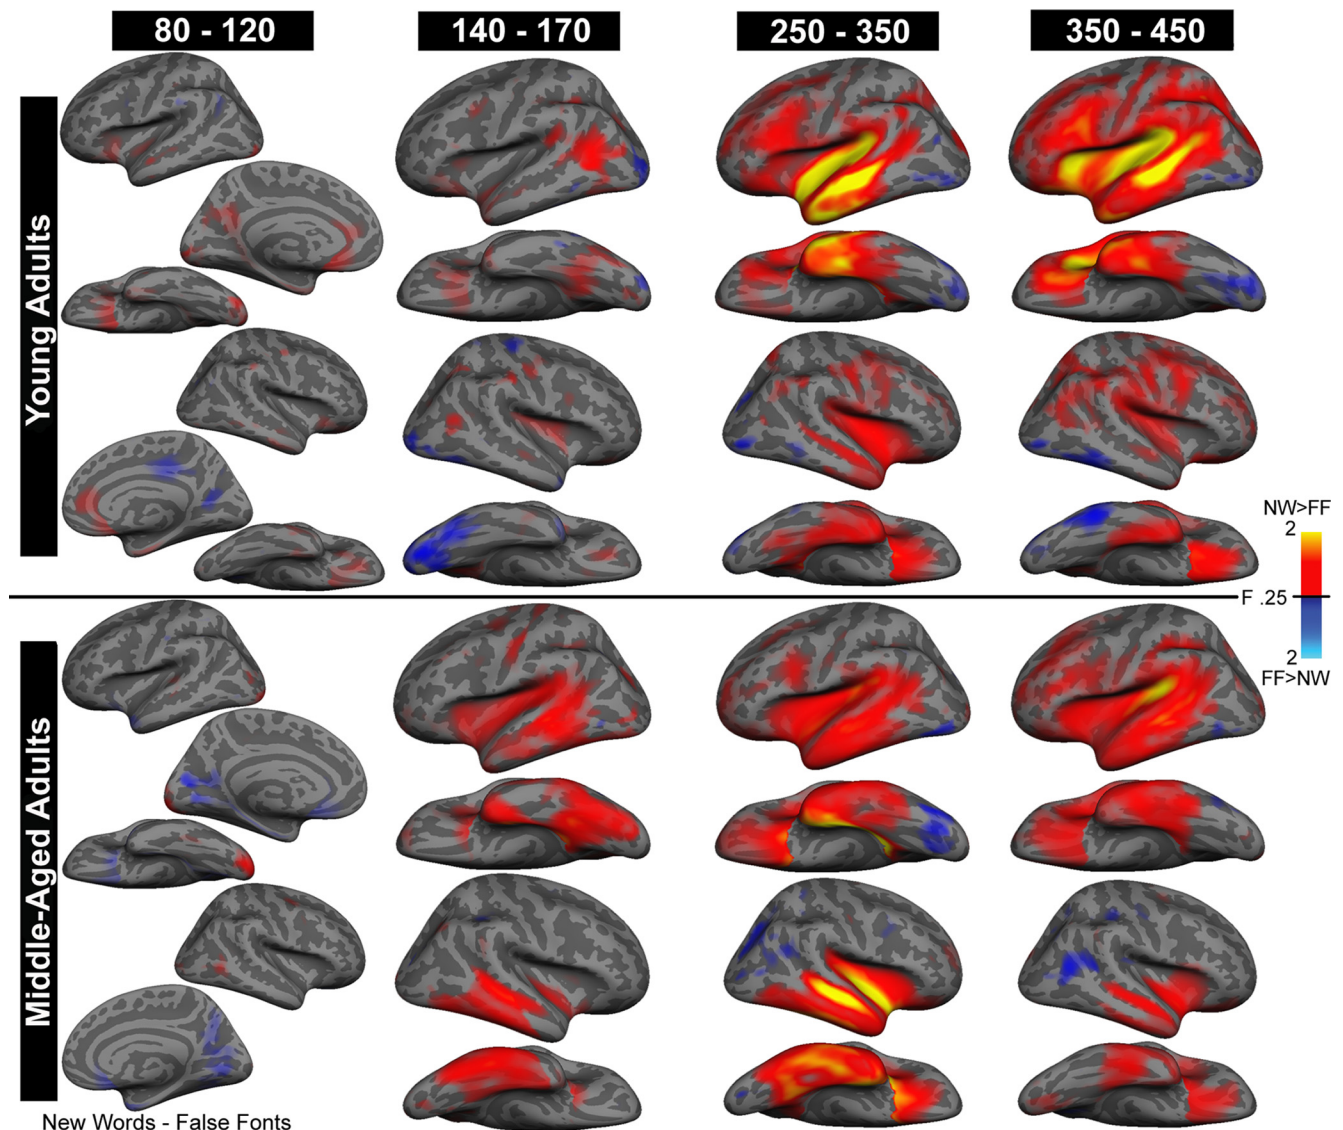 80 - 120
140 - 170
250 - 350
350 - 450
Young Adults
NW>FF
2
F .25
2
FF>NW
Middle-Aged Adults
New Words - False Fonts